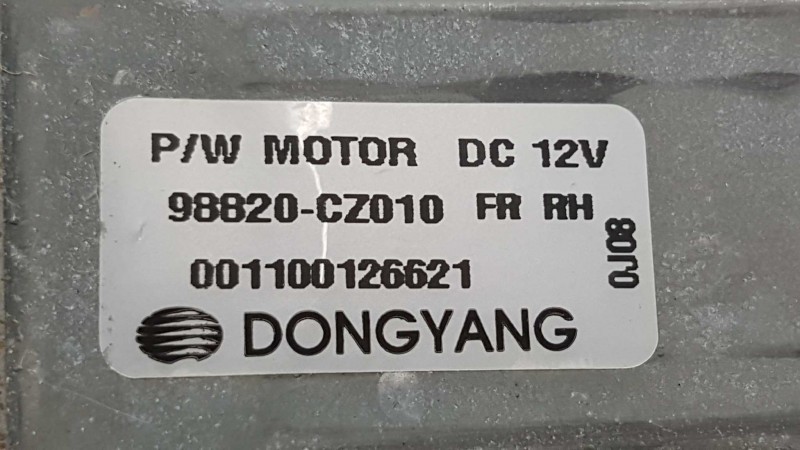 P/W MOTOR DC 12V
98820-CZ010 FR RH
001100126621
0J08
DONGYANG